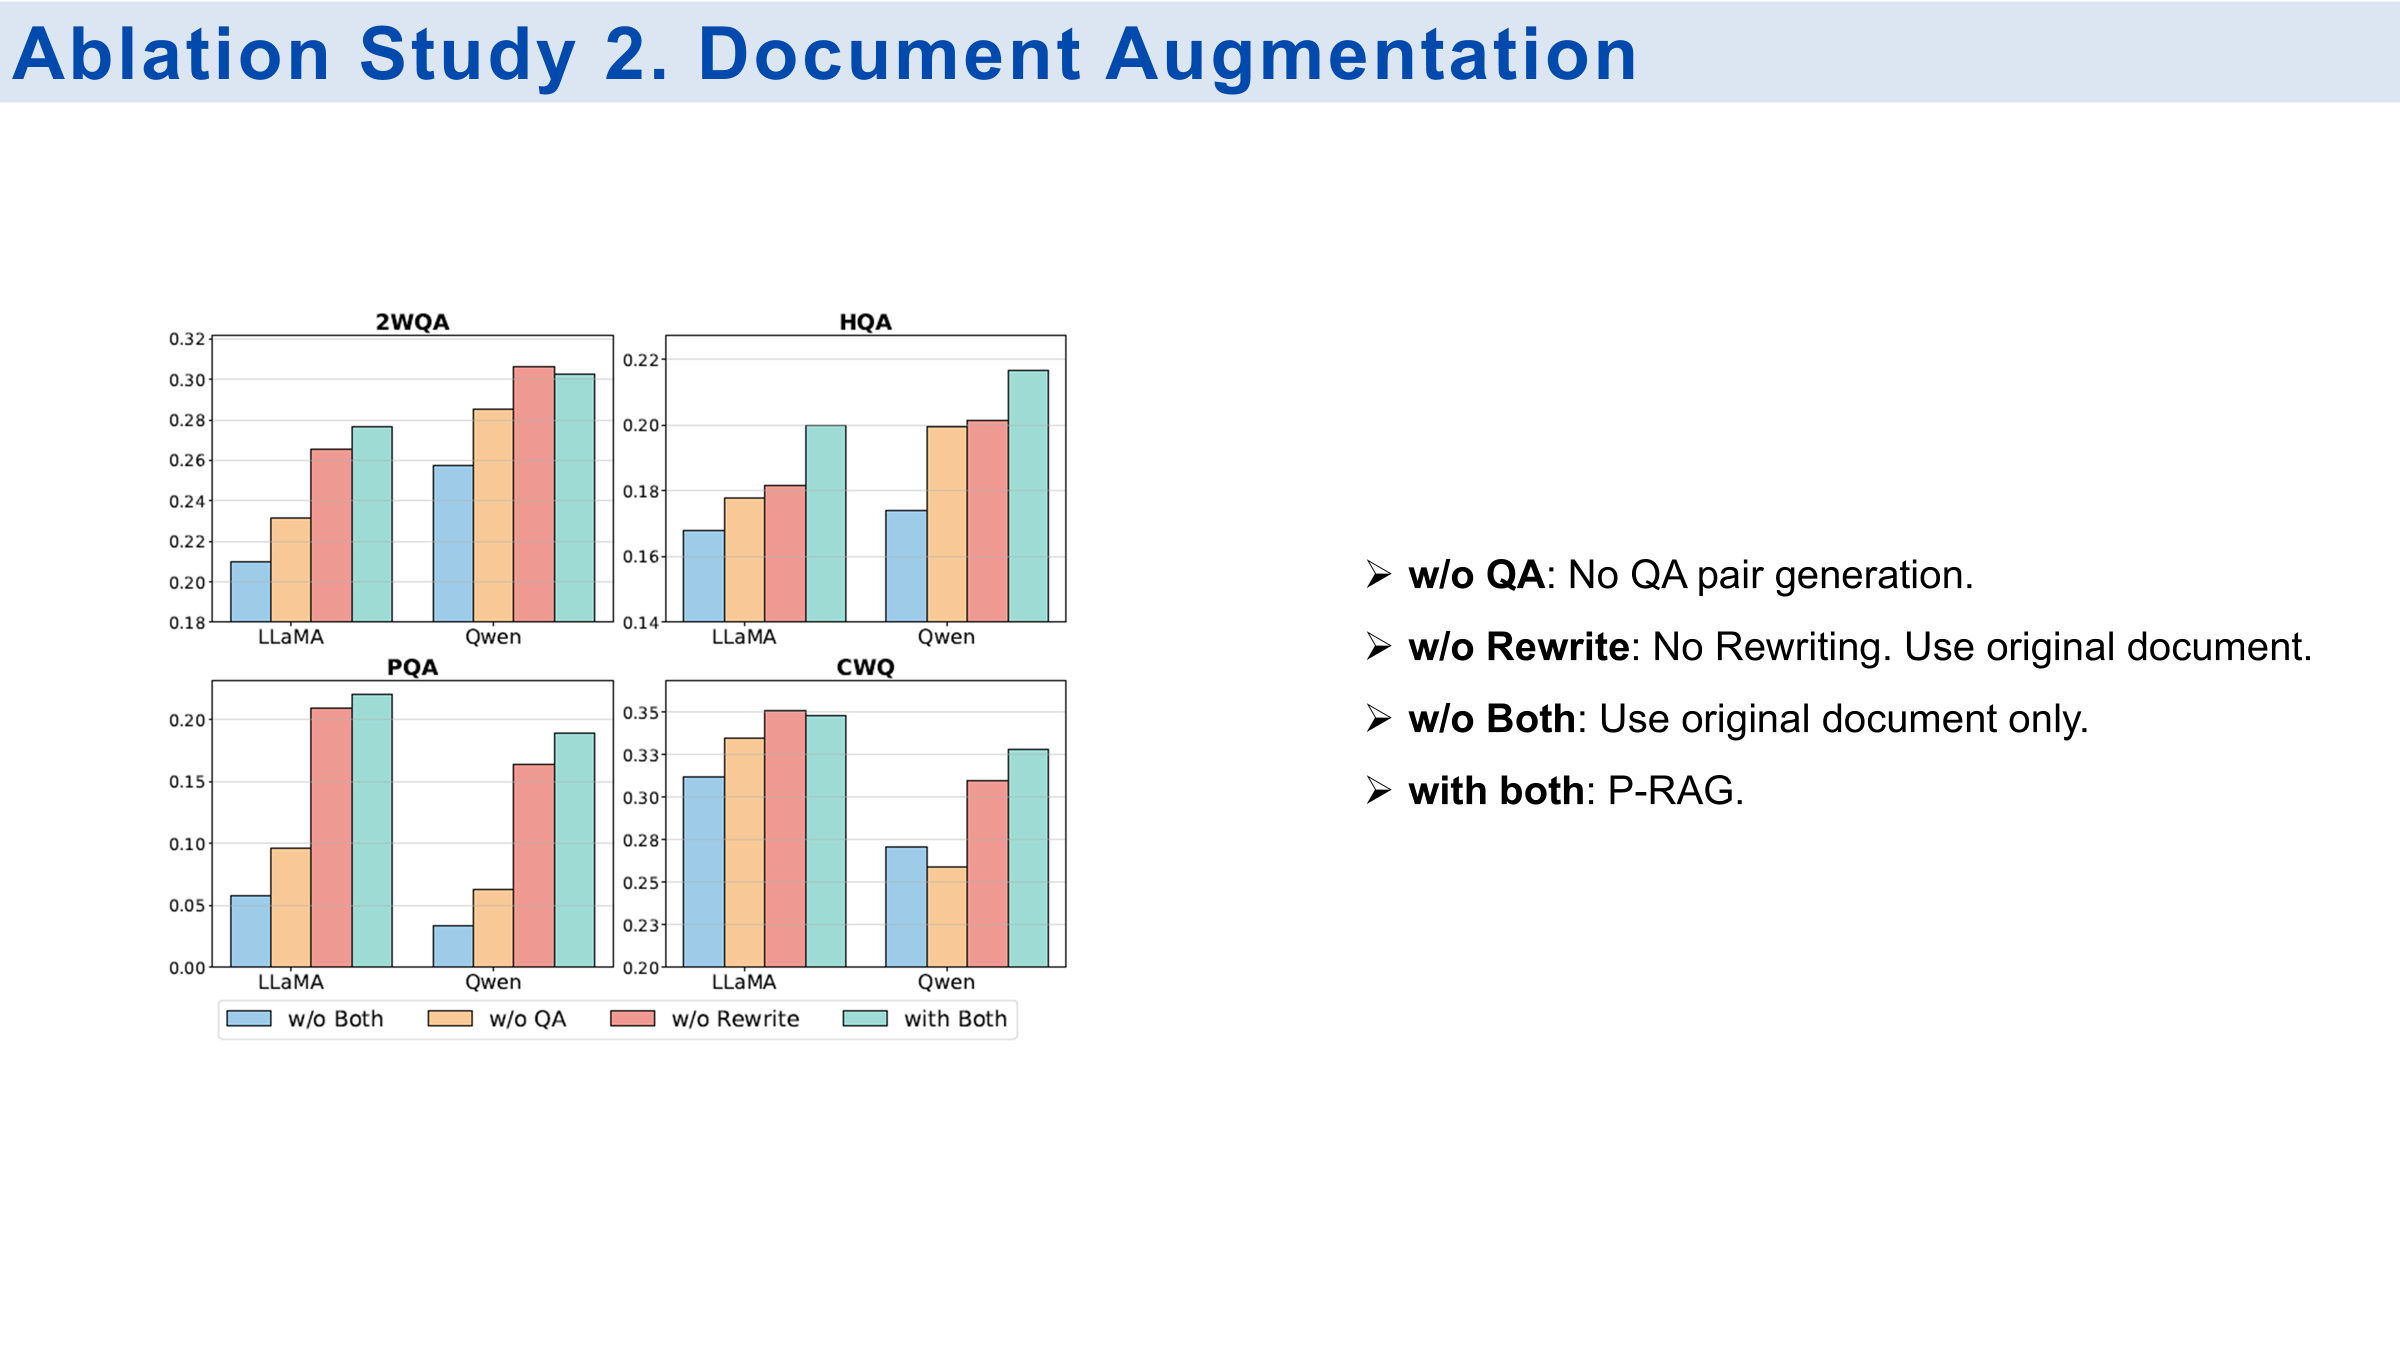 Ablation Study 2. Document Augmentation
2WQA
0.32
0.30
0.28
0.26
0.24
0.22
0.20
0.18
LLaMA Qwen
HQA
0.22
0.20
0.18
0.16
0.14
LLaMA Qwen
PQA
0.20
0.15
0.10
0.05
0.00
LLaMA Qwen
CWQ
0.35
0.33
0.30
0.28
0.25
0.23
0.20
LLaMA Qwen
w/o Both w/o QA w/o Rewrite with Both
➢ w/o QA: No QA pair generation.
➢ w/o Rewrite: No Rewriting. Use original document.
➢ w/o Both: Use original document only.
➢ with both: P-RAG.